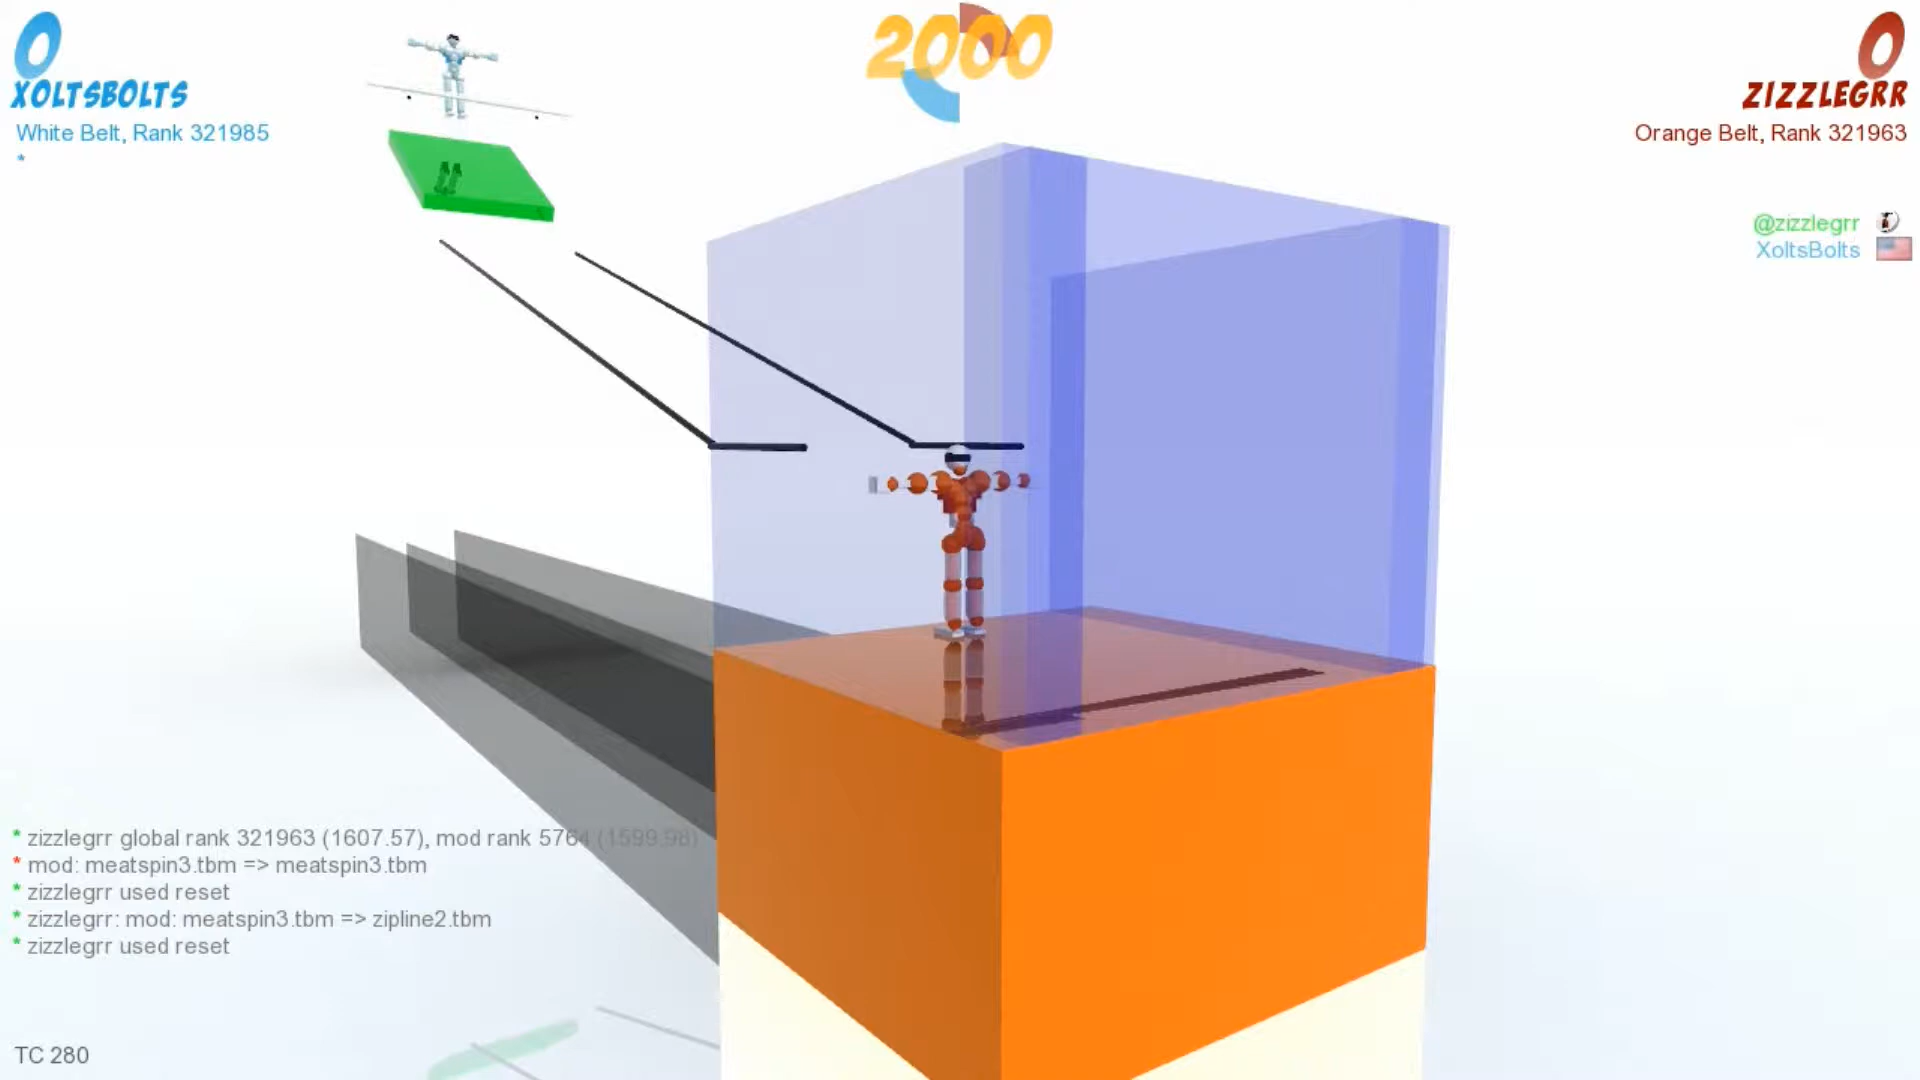 0
XOLTSBOLTS
White Belt, Rank 321985
*
2000
0
ZIZZLEGRR
Orange Belt, Rank 321963
@zizzlegrr
XoltsBolts
* zizzlegrr global rank 321963 (1607.57), mod rank 5764 (1599.98)
* mod: meatspin3.tbm => meatspin3.tbm
* zizzlegrr used reset
* zizzlegrr: mod: meatspin3.tbm => zipline2.tbm
* zizzlegrr used reset
TC 280